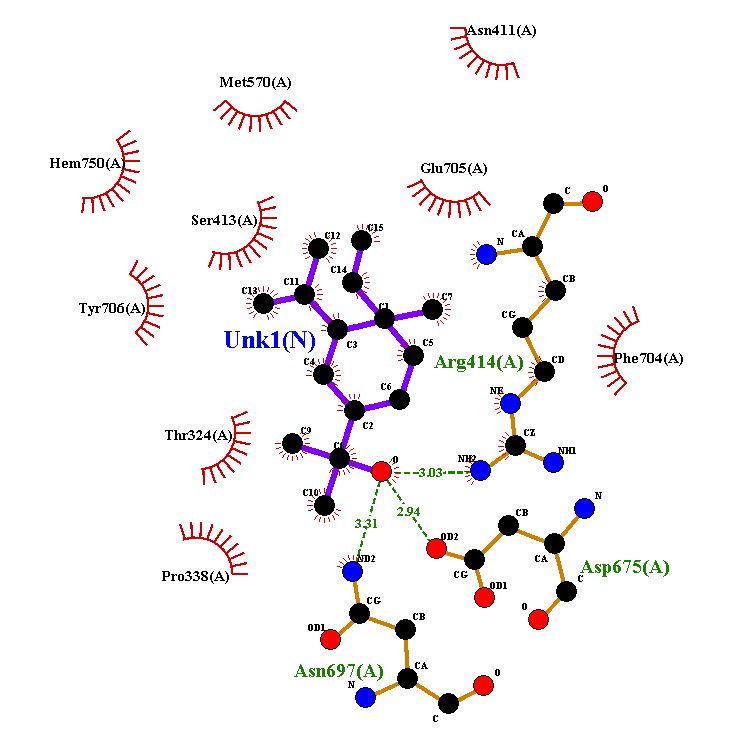 Asn411(A)
Met570(A)
Hem750(A)
Glu705(A)
C
O
Ser413(A)
C12
C15
CA
N
C14
CB
C13
C11
C7
C1
Tyr706(A)
Unk1(N)
C3
CG
C5
Arg414(A)
CD
Phe704(A)
C4
C6
NE
C2
Thr324(A)
C9
CZ
C8
O
NH2
NH1
3.03
C10
N
3.31
2.94
CB
OD2
CA
ND2
CG
Asp675(A)
Pro338(A)
C
OD1
CG
O
CB
OD1
Asn697(A)
CA
O
N
C